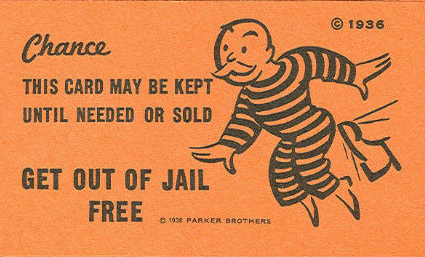 © 1936
Chance
THIS CARD MAY BE KEPT
UNTIL NEEDED OR SOLD
GET OUT OF JAIL
FREE
© 1936 PARKER BROTHERS